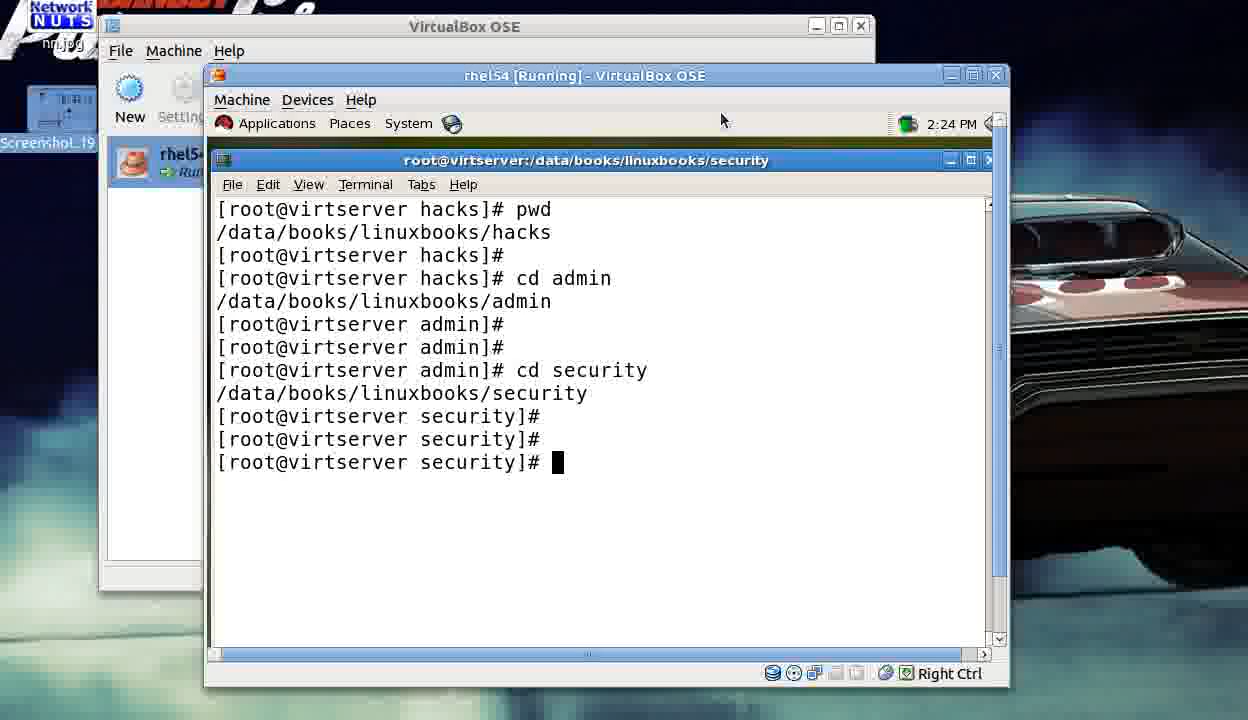 Network
NUTS
nn.jpg
Screenshot_19
VirtualBox OSE
File Machine Help
New
rhel54 [Running] - VirtualBox OSE
Machine Devices Help
Applications Places System
2:24 PM
root@virtserver:/data/books/linuxbooks/security
File Edit View Terminal Tabs Help
[root@virtserver hacks]# pwd
/data/books/linuxbooks/hacks
[root@virtserver hacks]#
[root@virtserver hacks]# cd admin
/data/books/linuxbooks/admin
[root@virtserver admin]#
[root@virtserver admin]#
[root@virtserver admin]# cd security
/data/books/linuxbooks/security
[root@virtserver security]#
[root@virtserver security]#
[root@virtserver security]#
Right Ctrl